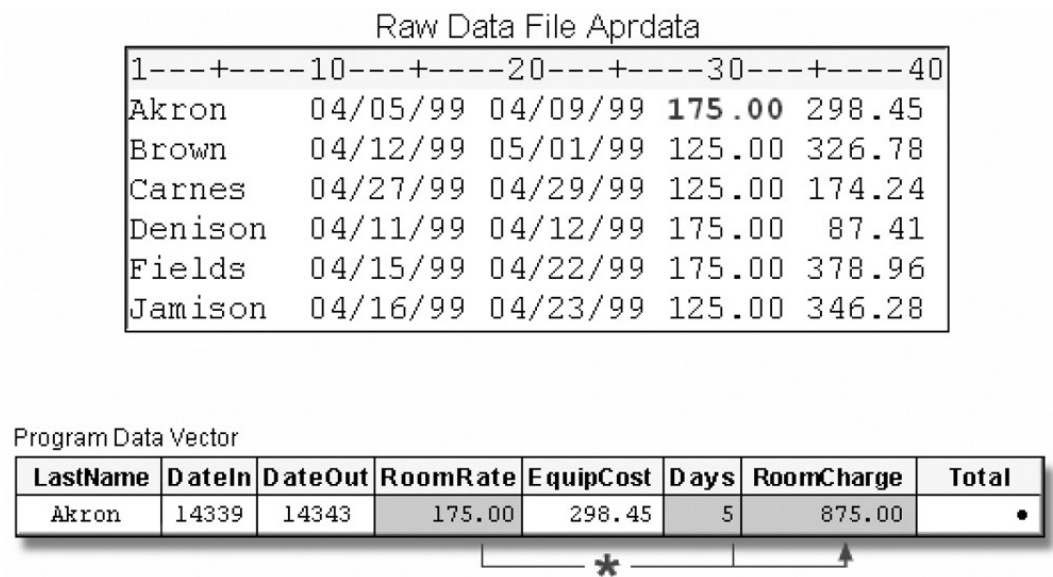 Raw Data File Aprdata
1---+----10---+----20---+----30---+----40
Akron 04/05/99 04/09/99 175.00 298.45
Brown 04/12/99 05/01/99 125.00 326.78
Carnes 04/27/99 04/29/99 125.00 174.24
Denison 04/11/99 04/12/99 175.00 87.41
Fields 04/15/99 04/22/99 175.00 378.96
Jamison 04/16/99 04/23/99 125.00 346.28
Program Data Vector
LastName DateIn DateOut RoomRate EquipCost Days RoomCharge Total
Akron 14339 14343 175.00 298.45 5 875.00 •
*